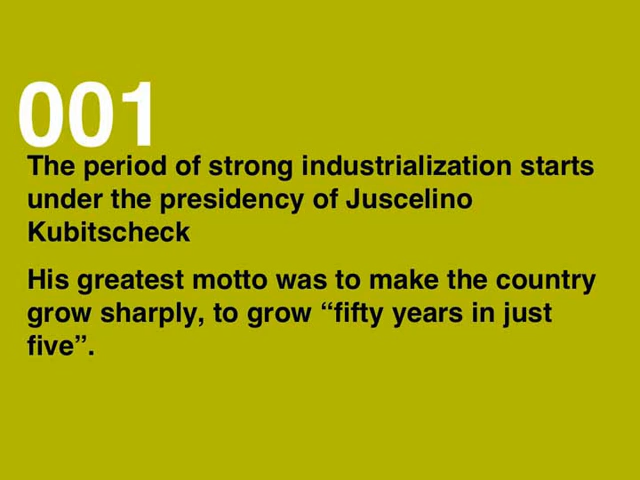 001
The period of strong industrialization starts
under the presidency of Juscelino
Kubitscheck
His greatest motto was to make the country
grow sharply, to grow “fifty years in just
five”.